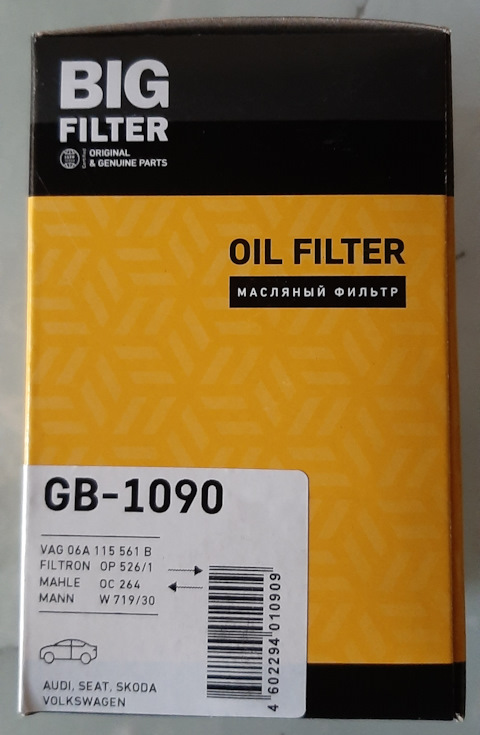 BIG
FILTER
ORIGINAL
& GENUINE PARTS
OIL FILTER
МАСЛЯНЫЙ ФИЛЬТР
GB-1090
VAG 06A 115 561 B
FILTRON OP 526/1
MAHLE OC 264
MANN W 719/30
4 602294 010909
AUDI, SEAT, SKODA
VOLKSWAGEN